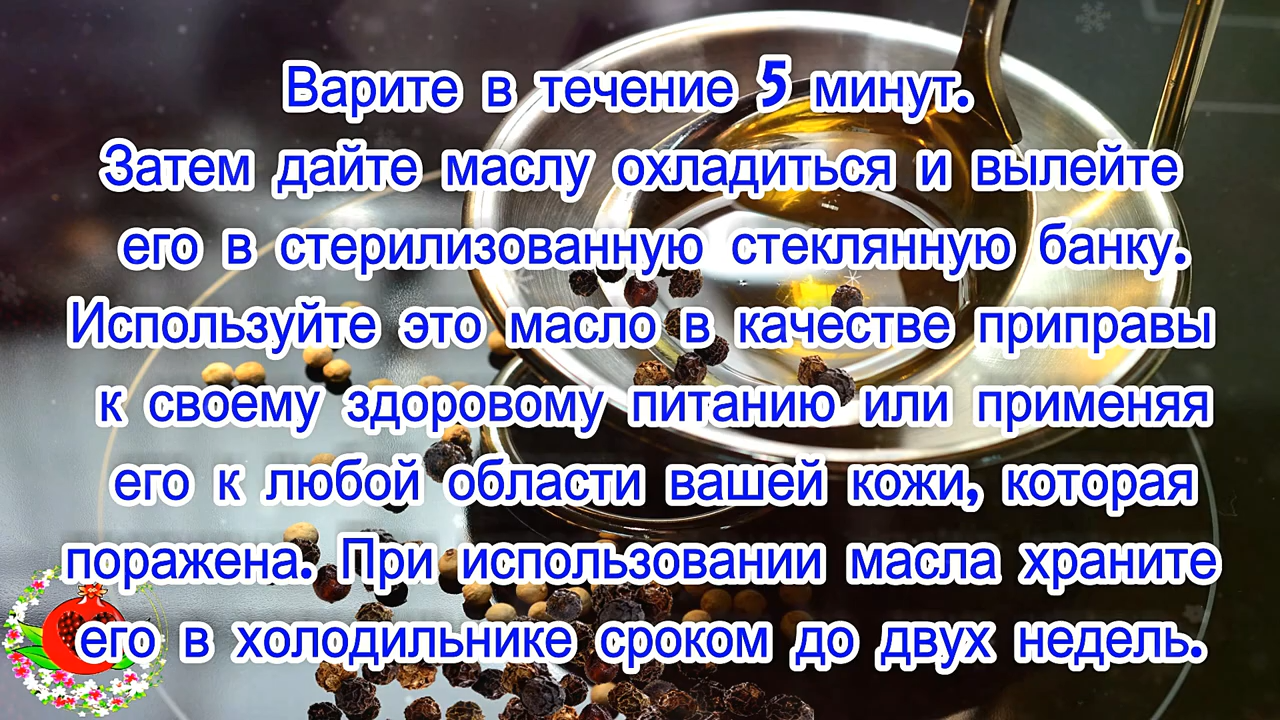 Варите в течение 5 минут.
Затем дайте маслу охладиться и вылейте
его в стерилизованную стеклянную банку.
Используйте это масло в качестве приправы
к своему здоровому питанию или применяя
его к любой области вашей кожи, которая
поражена. При использовании масла храните
его в холодильнике сроком до двух недель.